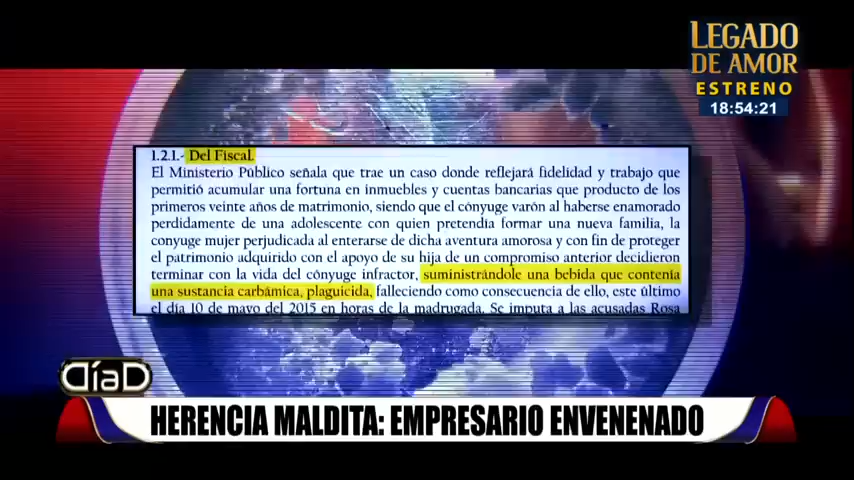 LEGADO
DE AMOR
ESTRENO
18:54:21
1.2.1.- Del Fiscal.
El Ministerio Público señala que trae un caso donde reflejará fidelidad y trabajo que
permitió acumular una fortuna en inmuebles y cuentas bancarias que producto de los
primeros veinte años de matrimonio, siendo que el cónyuge varón al haberse enamorado
perdidamente de una adolescente con quien pretendía formar una nueva familia, la
conyuge mujer perjudicada al enterarse de dicha aventura amorosa y con fin de proteger
el patrimonio adquirido con el apoyo de su hija de un compromiso anterior decidieron
terminar con la vida del cónyuge infractor, suministrándole una bebida que contenía
una sustancia carbámica, plaguicida, falleciendo como consecuencia de ello, este último
el día 10 de mayo del 2015 en horas de la madrugada. Se imputa a las acusadas Rosa
DíaD
HERENCIA MALDITA: EMPRESARIO ENVENENADO